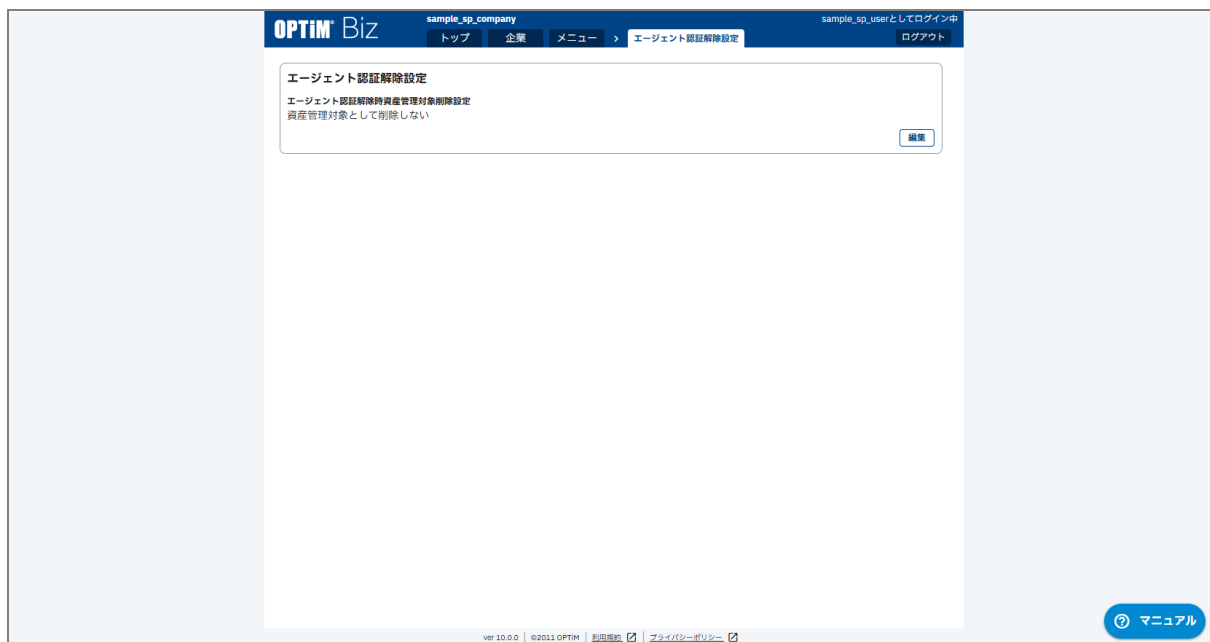 OPTiM Biz
sample_sp_company
sample_sp_userとしてログイン中
トップ 企業 メニュー > エージェント認証解除設定 ログアウト
エージェント認証解除設定
エージェント認証解除時資産管理対象削除設定
資産管理対象として削除しない
編集
マニュアル
ver 10.0.0 | ©2011 OPTiM | 利用規約 | プライバシーポリシー